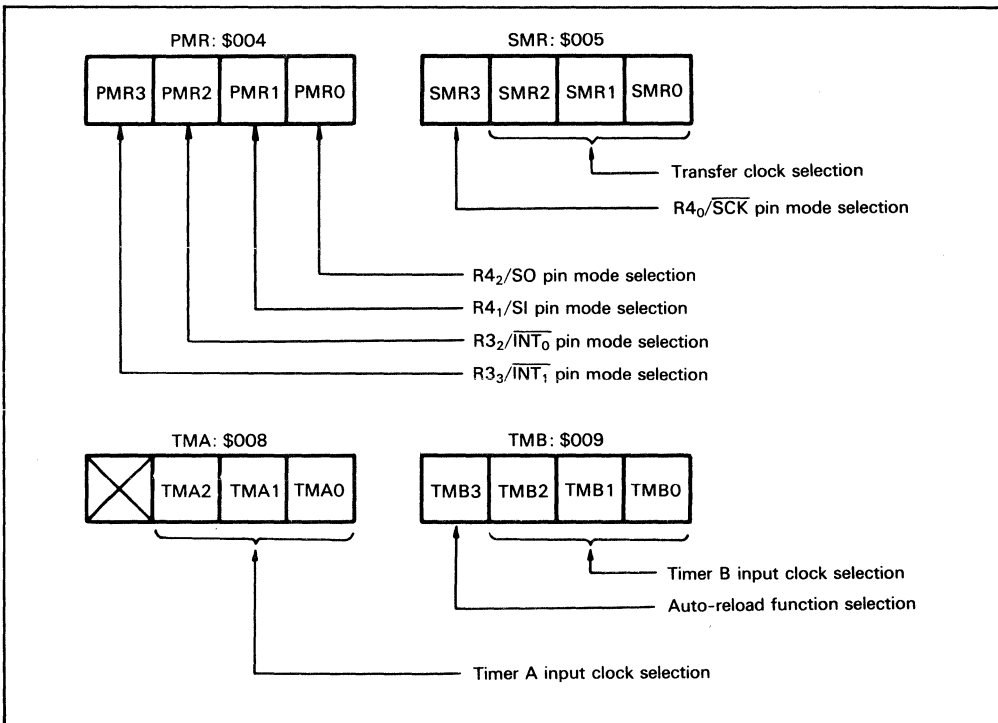 PMR: $004
PMR3 PMR2 PMR1 PMR0
R4₂/SO pin mode selection
R4₁/SI pin mode selection
R3₂/I̅N̅T̅₀̅ pin mode selection
R3₃/I̅N̅T̅₁̅ pin mode selection
SMR: $005
SMR3 SMR2 SMR1 SMR0
Transfer clock selection
R4₀/S̅C̅K̅ pin mode selection
TMA: $008
TMA2 TMA1 TMA0
Timer A input clock selection
TMB: $009
TMB3 TMB2 TMB1 TMB0
Timer B input clock selection
Auto-reload function selection